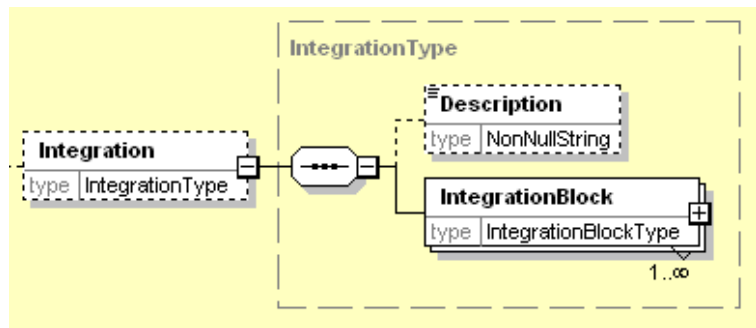 IntegrationType
Description
type NonNullString
Integration
type IntegrationType
IntegrationBlock
type IntegrationBlockType
1..∞